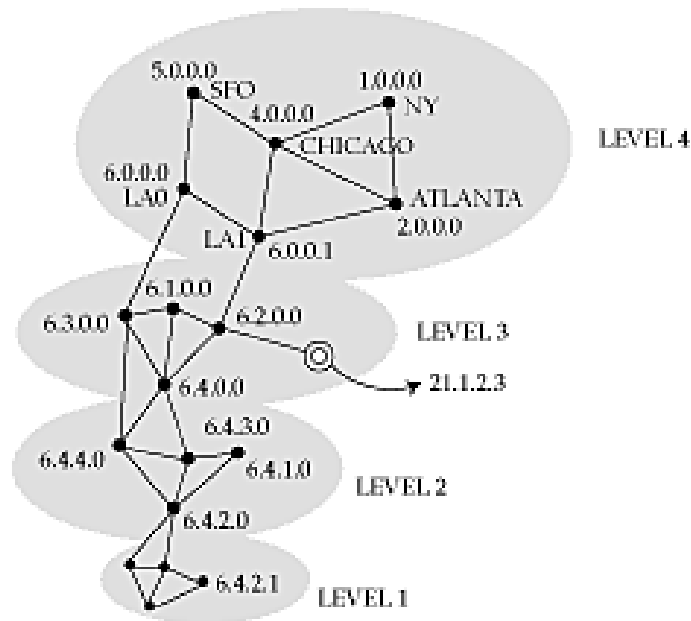 5.0.0.0
SFO
1.0.0.0
NY
4.0.0.0
CHICAGO
LEVEL 4
6.0.0.0
LA0
ATLANTA
2.0.0.0
LA1
6.0.0.1
6.1.0.0
6.3.0.0
6.2.0.0
LEVEL 3
6.4.0.0
21.1.2.3
6.4.3.0
6.4.4.0
6.4.1.0
LEVEL 2
6.4.2.0
6.4.2.1
LEVEL 1